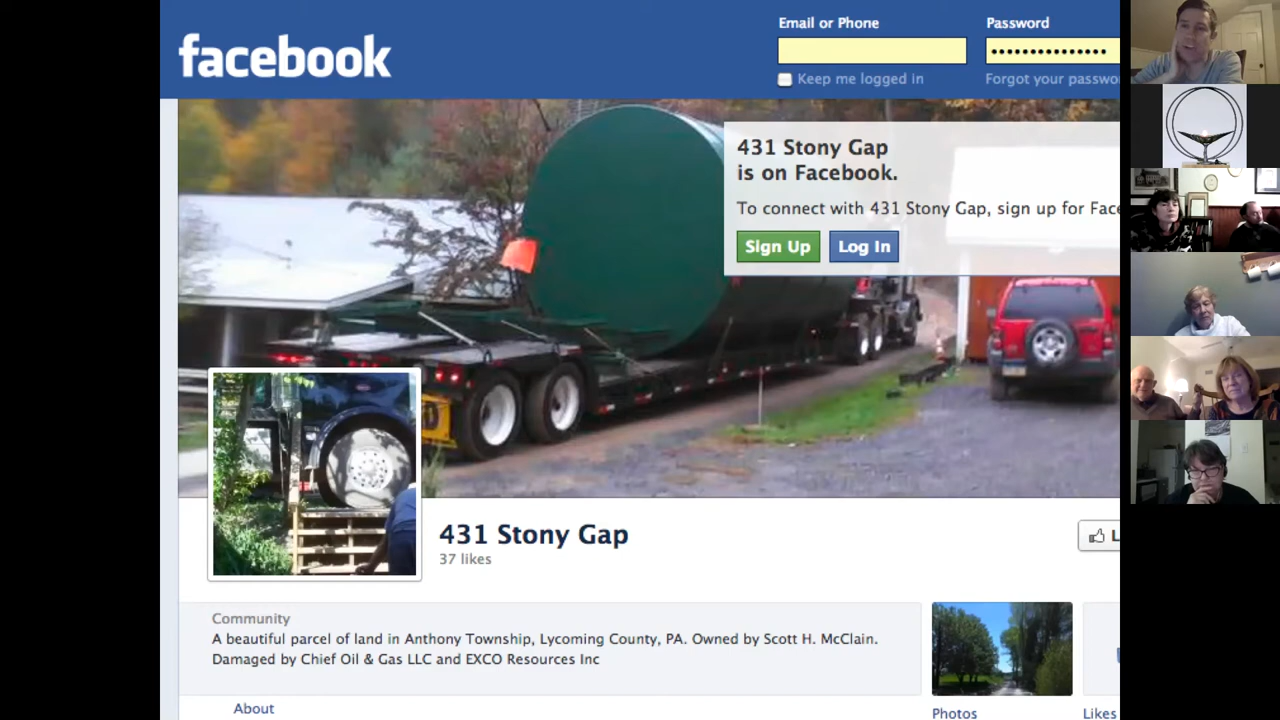 facebook
Email or Phone
Password
Keep me logged in
Forgot your passwo
431 Stony Gap
is on Facebook.
To connect with 431 Stony Gap, sign up for Face
Sign Up
Log In
431 Stony Gap
37 likes
L
Community
A beautiful parcel of land in Anthony Township, Lycoming County, PA. Owned by Scott H. McClain.
Damaged by Chief Oil & Gas LLC and EXCO Resources Inc
About
Photos
Likes